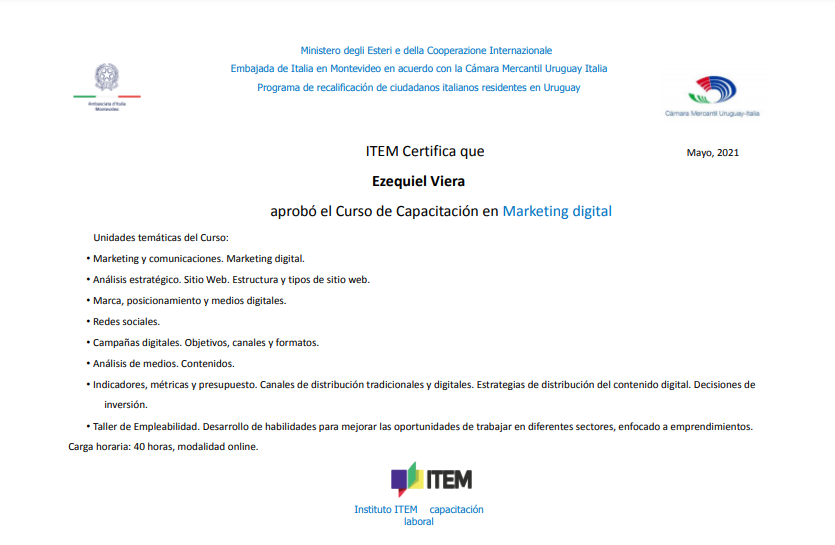 Ministero degli Esteri e della Cooperazione Internazionale
Embajada de Italia en Montevideo en acuerdo con la Cámara Mercantil Uruguay Italia
Programa de recalificación de ciudadanos italianos residentes en Uruguay
Ambasciata d'Italia
Montevideo
Cámara Mercantil Uruguay-Italia
ITEM Certifica que
Mayo, 2021
Ezequiel Viera
aprobó el Curso de Capacitación en Marketing digital
Unidades temáticas del Curso:
• Marketing y comunicaciones. Marketing digital.
• Análisis estratégico. Sitio Web. Estructura y tipos de sitio web.
• Marca, posicionamiento y medios digitales.
• Redes sociales.
• Campañas digitales. Objetivos, canales y formatos.
• Análisis de medios. Contenidos.
• Indicadores, métricas y presupuesto. Canales de distribución tradicionales y digitales. Estrategias de distribución del contenido digital. Decisiones de
inversión.
• Taller de Empleabilidad. Desarrollo de habilidades para mejorar las oportunidades de trabajar en diferentes sectores, enfocado a emprendimientos.
Carga horaria: 40 horas, modalidad online.
ITEM
Instituto ITEM capacitación
laboral